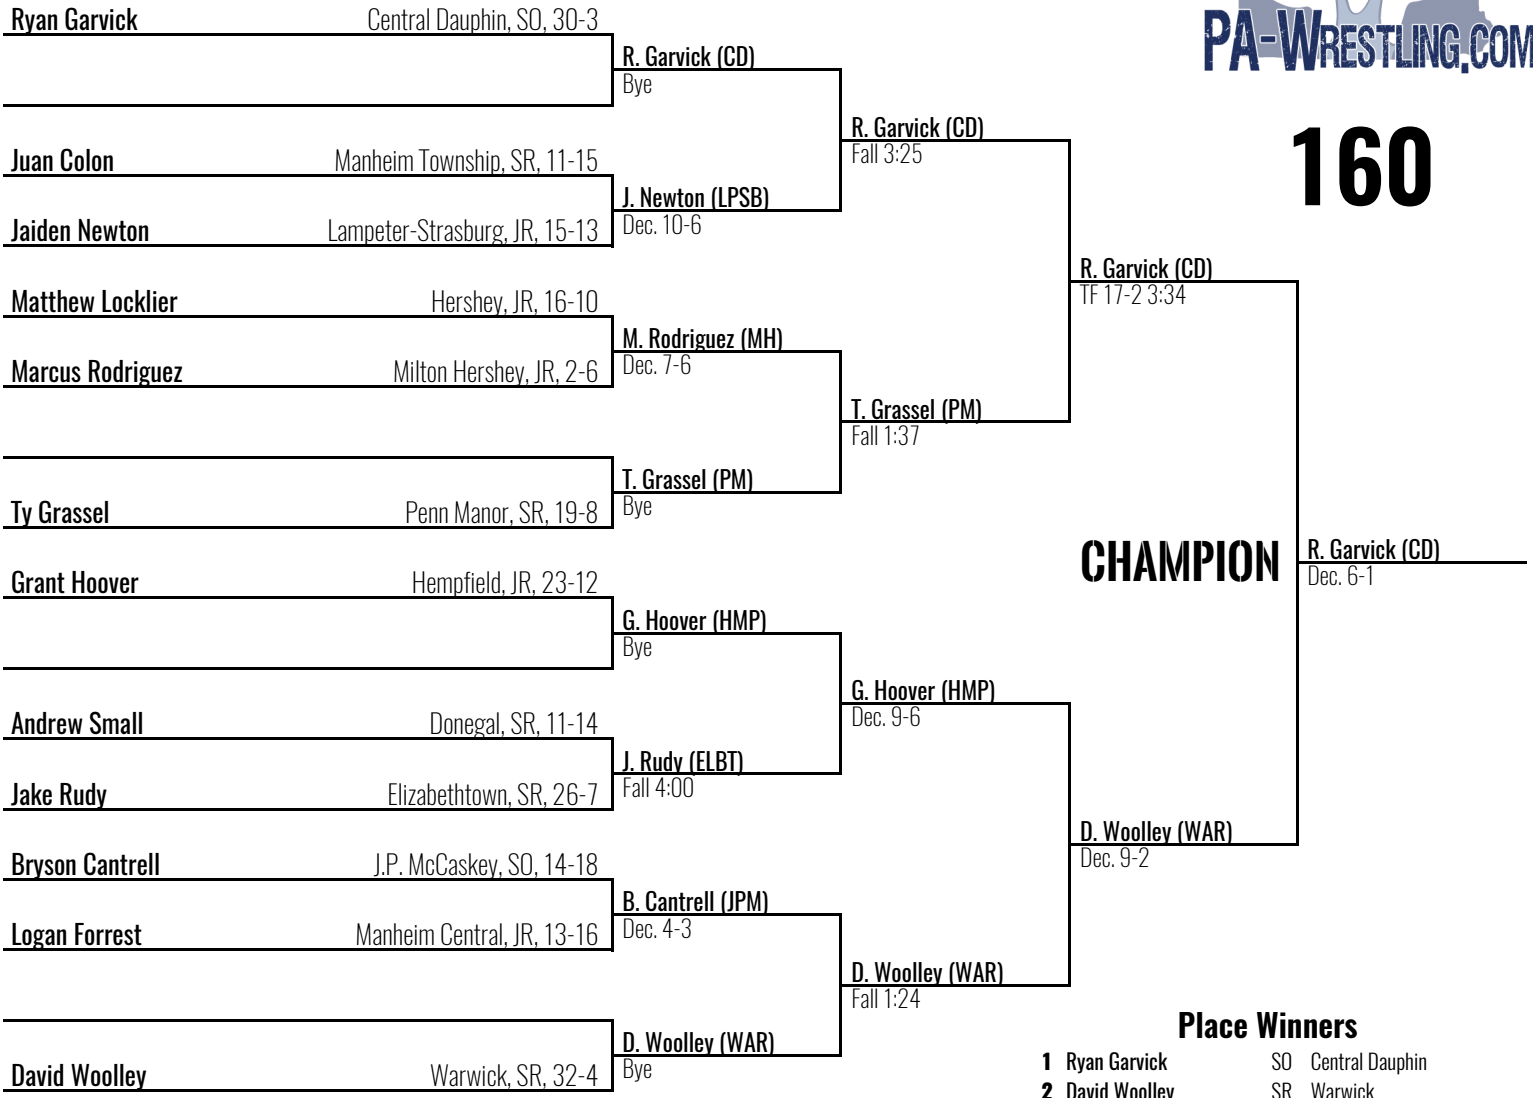 PA-WRESTLING.COM
160
Ryan Garvick Central Dauphin, SO, 30-3
Juan Colon Manheim Township, SR, 11-15
Jaiden Newton Lampeter-Strasburg, JR, 15-13
Matthew Locklier Hershey, JR, 16-10
Marcus Rodriguez Milton Hershey, JR, 2-6
Ty Grassel Penn Manor, SR, 19-8
Grant Hoover Hempfield, JR, 23-12
Andrew Small Donegal, SR, 11-14
Jake Rudy Elizabethtown, SR, 26-7
Bryson Cantrell J.P. McCaskey, SO, 14-18
Logan Forrest Manheim Central, JR, 13-16
David Woolley Warwick, SR, 32-4
R. Garvick (CD)
Bye
J. Newton (LPSB)
Dec. 10-6
M. Rodriguez (MH)
Dec. 7-6
T. Grassel (PM)
Bye
G. Hoover (HMP)
Bye
J. Rudy (ELBT)
Fall 4:00
B. Cantrell (JPM)
Dec. 4-3
D. Woolley (WAR)
Bye
R. Garvick (CD)
Fall 3:25
T. Grassel (PM)
Fall 1:37
G. Hoover (HMP)
Dec. 9-6
D. Woolley (WAR)
Fall 1:24
R. Garvick (CD)
TF 17-2 3:34
D. Woolley (WAR)
Dec. 9-2
CHAMPION
R. Garvick (CD)
Dec. 6-1
Place Winners
1 Ryan Garvick SO Central Dauphin
2 David Woolley SR Warwick